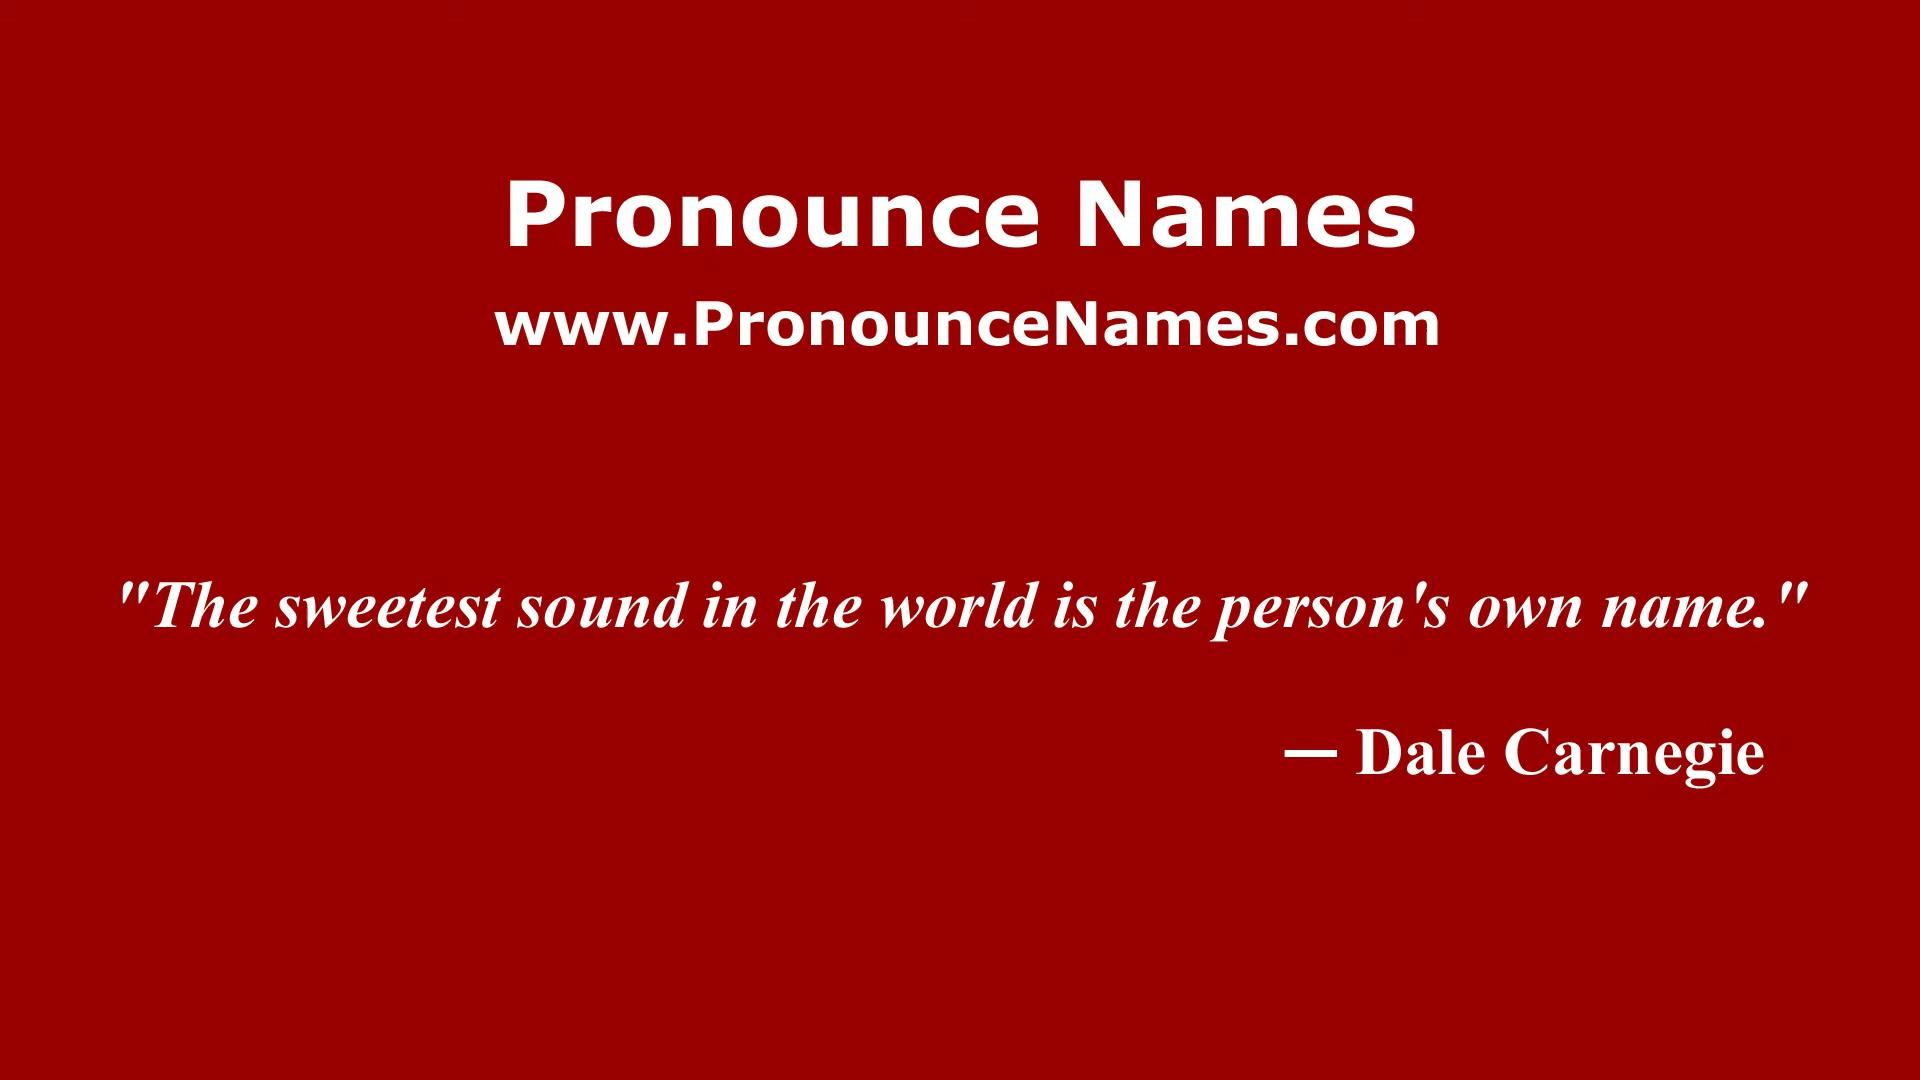 Pronounce Names
www.PronounceNames.com
"The sweetest sound in the world is the person's own name."
— Dale Carnegie